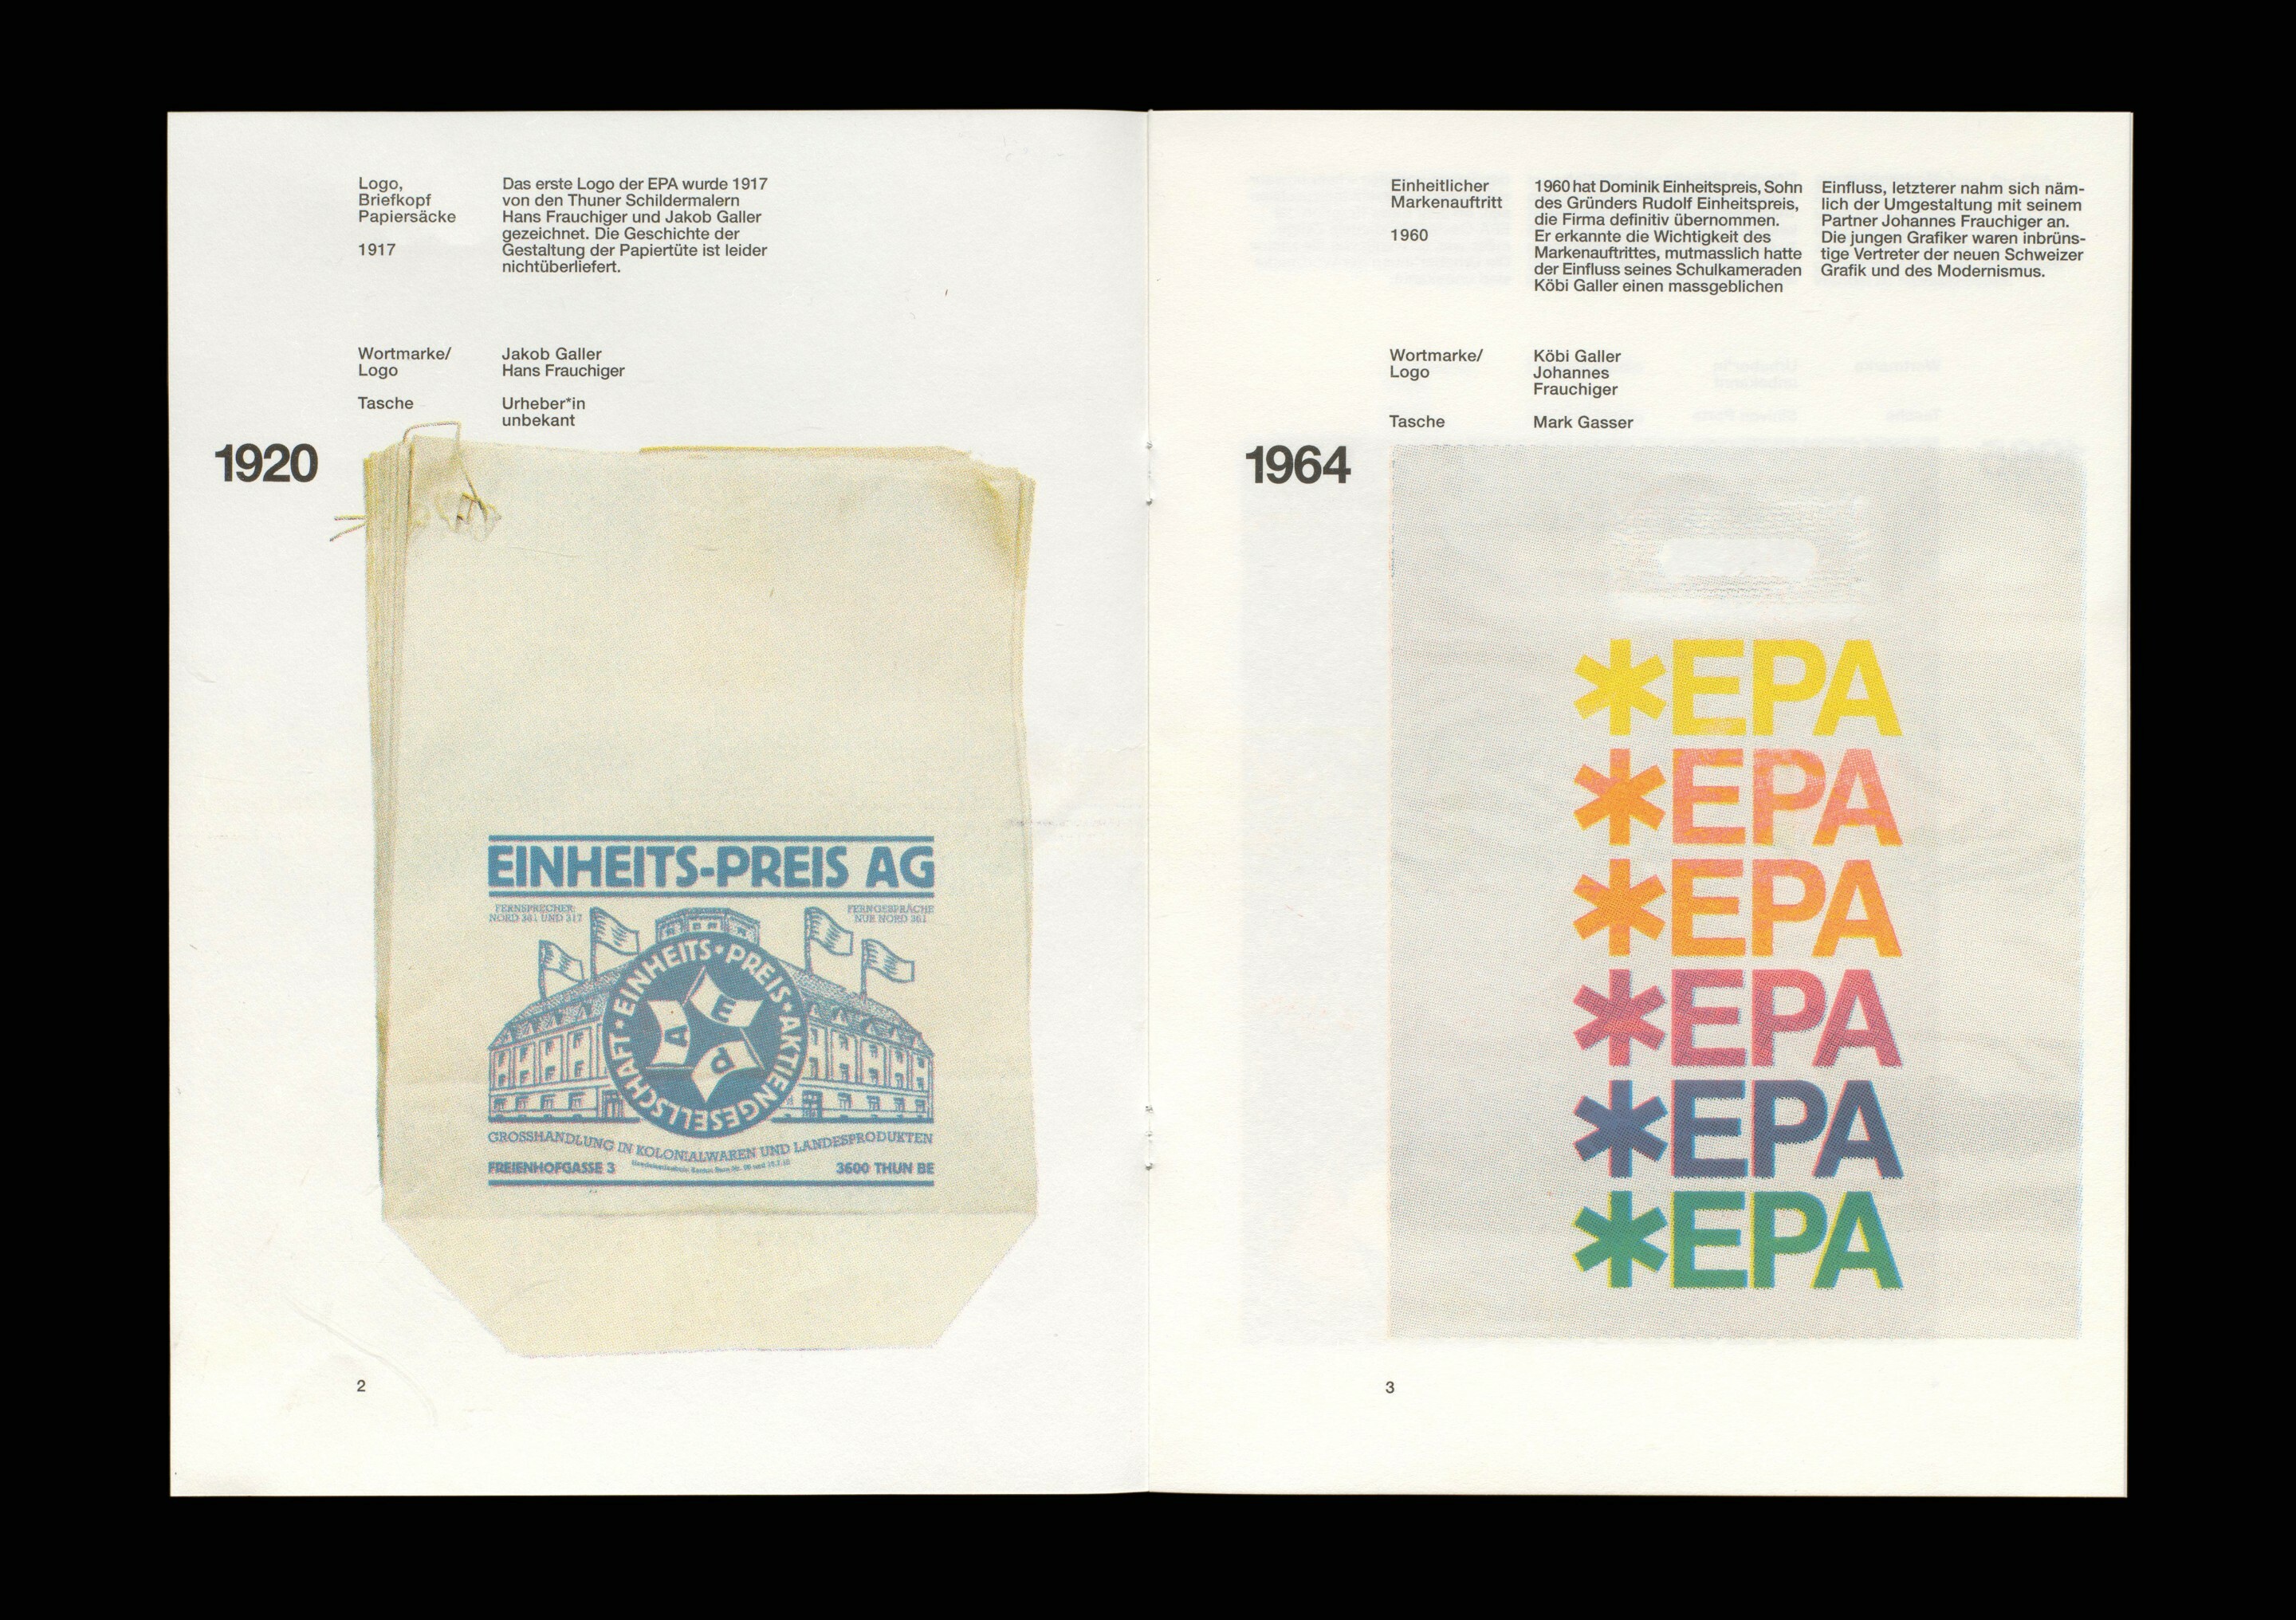 Logo,
Briefkopf
Papiersäcke
1917
Das erste Logo der EPA wurde 1917
von den Thuner Schildermalern
Hans Frauchiger und Jakob Galler
gezeichnet. Die Geschichte der
Gestaltung der Papiertüte ist leider
nichtüberliefert.
Wortmarke/
Logo
Jakob Galler
Hans Frauchiger
Tasche
Urheber*in
unbekant
1920
EINHEITS-PREIS AG
FERNSPRECHER:
NORD 361 UND 317
FERNGESPRÄCHE
NUR NORD 361
EINHEITS·PREIS·AKTIENGESELLSCHAFT·
E
P
A
GROSSHANDLUNG IN KOLONIALWAREN UND LANDESPRODUKTEN
FREIENHOFGASSE 3
3600 THUN BE
2
Einheitlicher
Markenauftritt
1960
1960 hat Dominik Einheitspreis, Sohn
des Gründers Rudolf Einheitspreis,
die Firma definitiv übernommen.
Er erkannte die Wichtigkeit des
Markenauftrittes, mutmasslich hatte
der Einfluss seines Schulkameraden
Köbi Galler einen massgeblichen
Einfluss, letzterer nahm sich näm-
lich der Umgestaltung mit seinem
Partner Johannes Frauchiger an.
Die jungen Grafiker waren inbrüns-
tige Vertreter der neuen Schweizer
Grafik und des Modernismus.
Wortmarke/
Logo
Köbi Galler
Johannes
Frauchiger
Tasche
Mark Gasser
1964
*EPA
*EPA
*EPA
*EPA
*EPA
*EPA
3